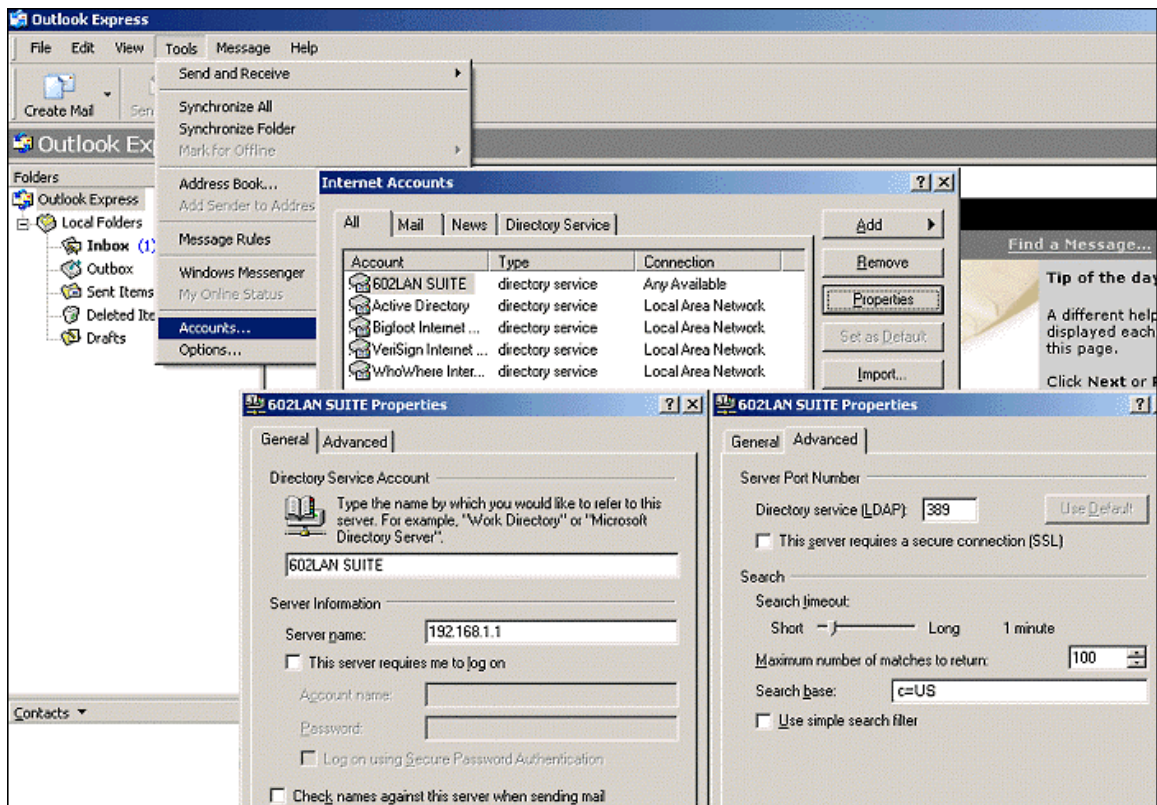 Outlook Express
File Edit View Tools Message Help
Create Mail
Sen
Send and Receive
Synchronize All
Synchronize Folder
Mark for Offline
Address Book...
Add Sender to Addres
Message Rules
Windows Messenger
My Online Status
Accounts...
Options...
Outlook Ex
Folders
Outlook Express
Local Folders
Inbox (1)
Outbox
Sent Items
Deleted Ite
Drafts
Contacts
Find a Message...
Tip of the day
A different help
displayed each
this page.
Click Next or P
Internet Accounts
All Mail News Directory Service
Account Type Connection
602LAN SUITE directory service Any Available
Active Directory directory service Local Area Network
Bigfoot Internet ... directory service Local Area Network
VeriSign Internet ... directory service Local Area Network
WhoWhere Inter... directory service Local Area Network
Add
Remove
Properties
Set as Default
Import...
602LAN SUITE Properties
General Advanced
Directory Service Account
Type the name by which you would like to refer to this
server. For example, "Work Directory" or "Microsoft
Directory Server".
602LAN SUITE
Server Information
Server name: 192.168.1.1
This server requires me to log on
Account name:
Password:
Log on using Secure Password Authentication
Check names against this server when sending mail
602LAN SUITE Properties
General Advanced
Server Port Number
Directory service (LDAP): 389 Use Default
This server requires a secure connection (SSL)
Search
Search timeout:
Short Long 1 minute
Maximum number of matches to return: 100
Search base: c=US
Use simple search filter